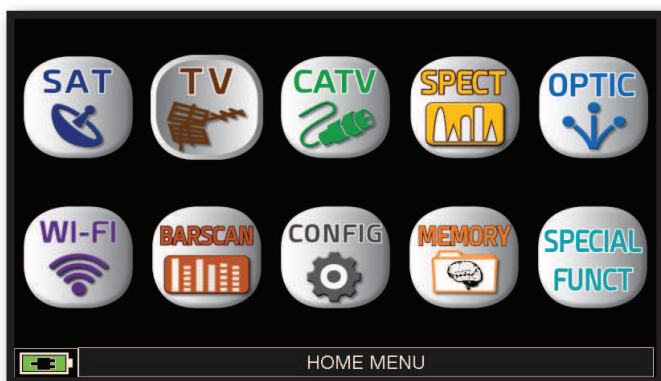 SAT
TV
CATV
SPECT
OPTIC
WI-FI
BARSCAN
CONFIG
MEMORY
SPECIAL
FUNCT
HOME MENU